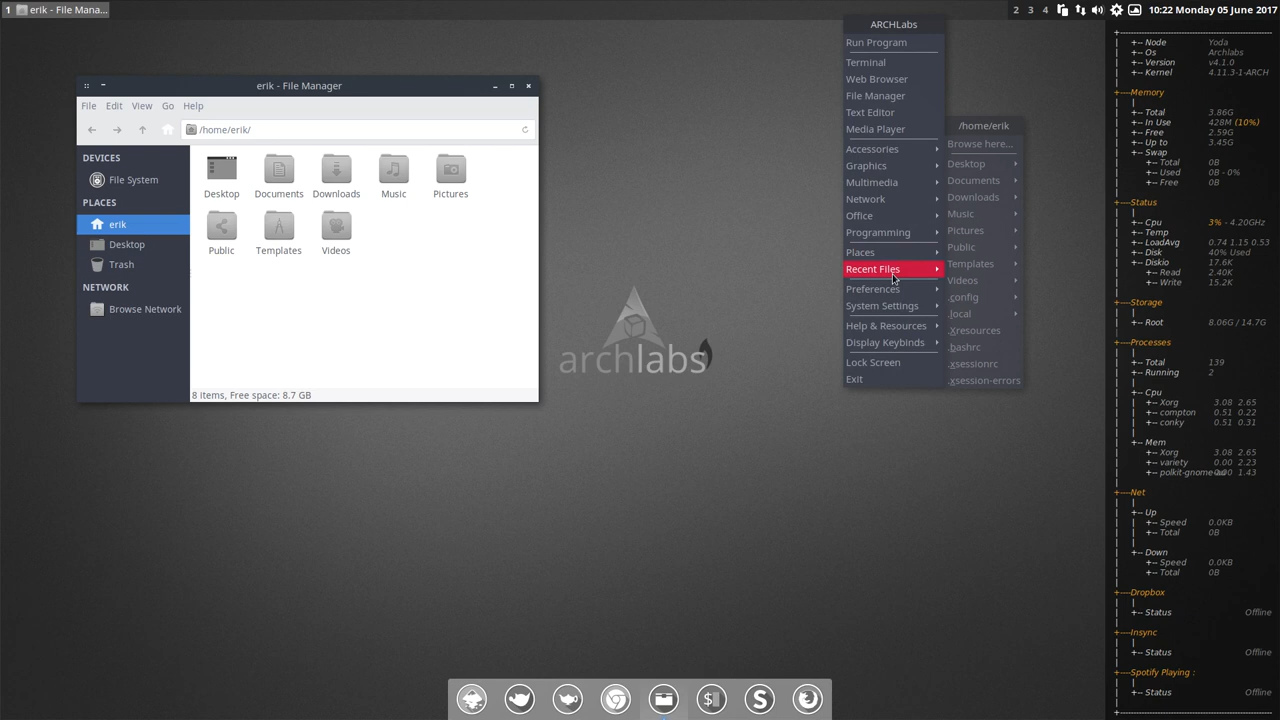 1 erik - File Mana...
2 3 4
10:22 Monday 05 June 2017
erik - File Manager
File Edit View Go Help
/home/erik/
DEVICES
File System
PLACES
erik
Desktop
Trash
NETWORK
Browse Network
Desktop Documents Downloads Music Pictures
Public Templates Videos
8 items, Free space: 8.7 GB
archlabs
ARCHLabs
Run Program
Terminal
Web Browser
File Manager
Text Editor
Media Player
Accessories
Graphics
Multimedia
Network
Office
Programming
Places
Recent Files
Preferences
System Settings
Help & Resources
Display Keybinds
Lock Screen
Exit
/home/erik
Browse here...
Desktop
Documents
Downloads
Music
Pictures
Public
Templates
Videos
.config
.local
.Xresources
.bashrc
.xsessionrc
.xsession-errors
Node Yoda
Os Archlabs
Version v4.1.0
Kernel 4.11.3-1-ARCH
Memory
Total 3.86G
In Use 428M (10%)
Free 2.59G
Up to 3.45G
Swap
Total 0B
Used 0B - 0%
Free 0B
Status
Cpu 3% - 4.20GHz
Temp
LoadAvg 0.74 1.15 0.53
Disk 40% Used
Diskio 17.6K
Read 2.40K
Write 15.2K
Storage
Root 8.06G / 14.7G
Processes
Total 139
Running 2
Cpu
Xorg 3.08 2.65
compton 0.51 0.22
conky 0.51 0.31
Mem
Xorg 3.08 2.65
variety 0.00 2.23
polkit-gnome-au 0.00 1.43
Net
Up
Speed 0.0KB
Total 0B
Down
Speed 0.0KB
Total 0B
Dropbox
Status Offline
Insync
Status Offline
Spotify Playing :
Status Offline
$
S